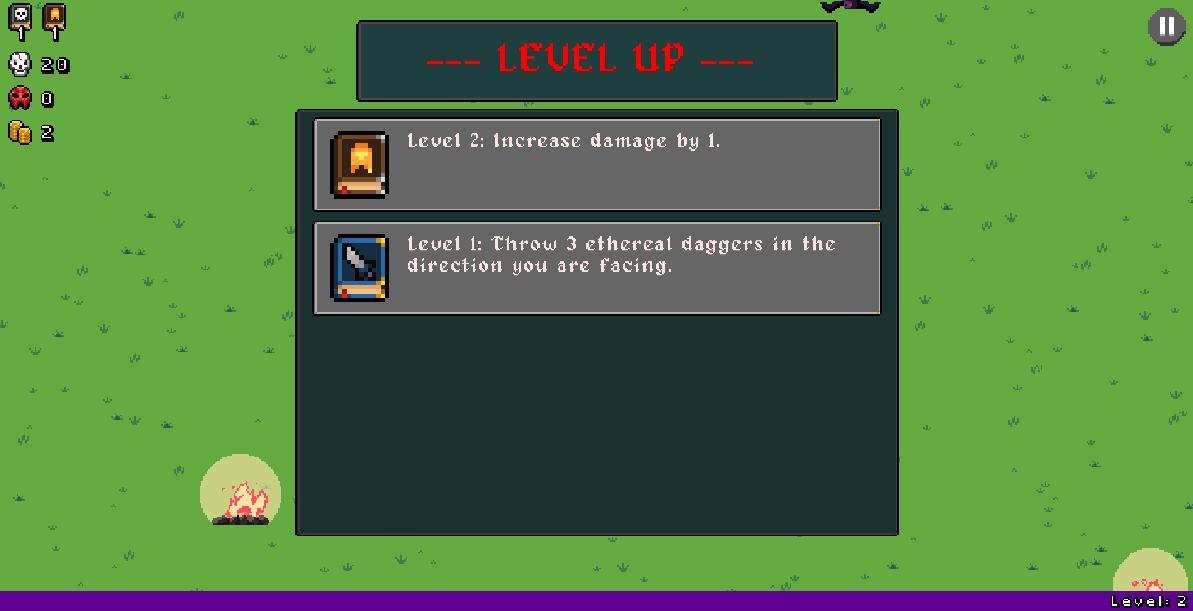 1 1
20
0
2
--- LEVEL UP ---
Level 2: Increase damage by 1.
Level 1: Throw 3 ethereal daggers in the
direction you are facing.
Level: 2